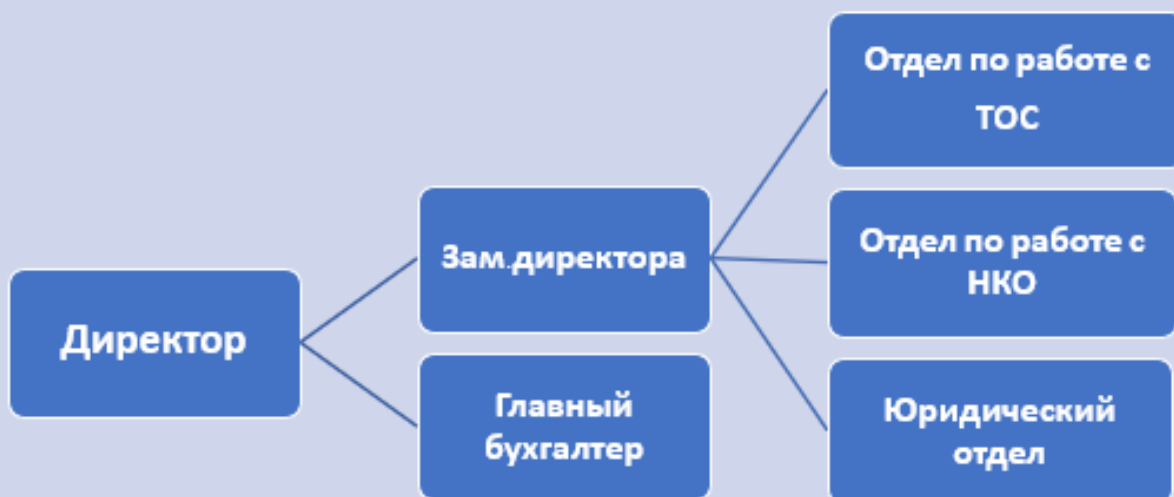 Директор
Зам.директора
Главный
бухгалтер
Отдел по работе с
ТОС
Отдел по работе с
НКО
Юридический
отдел